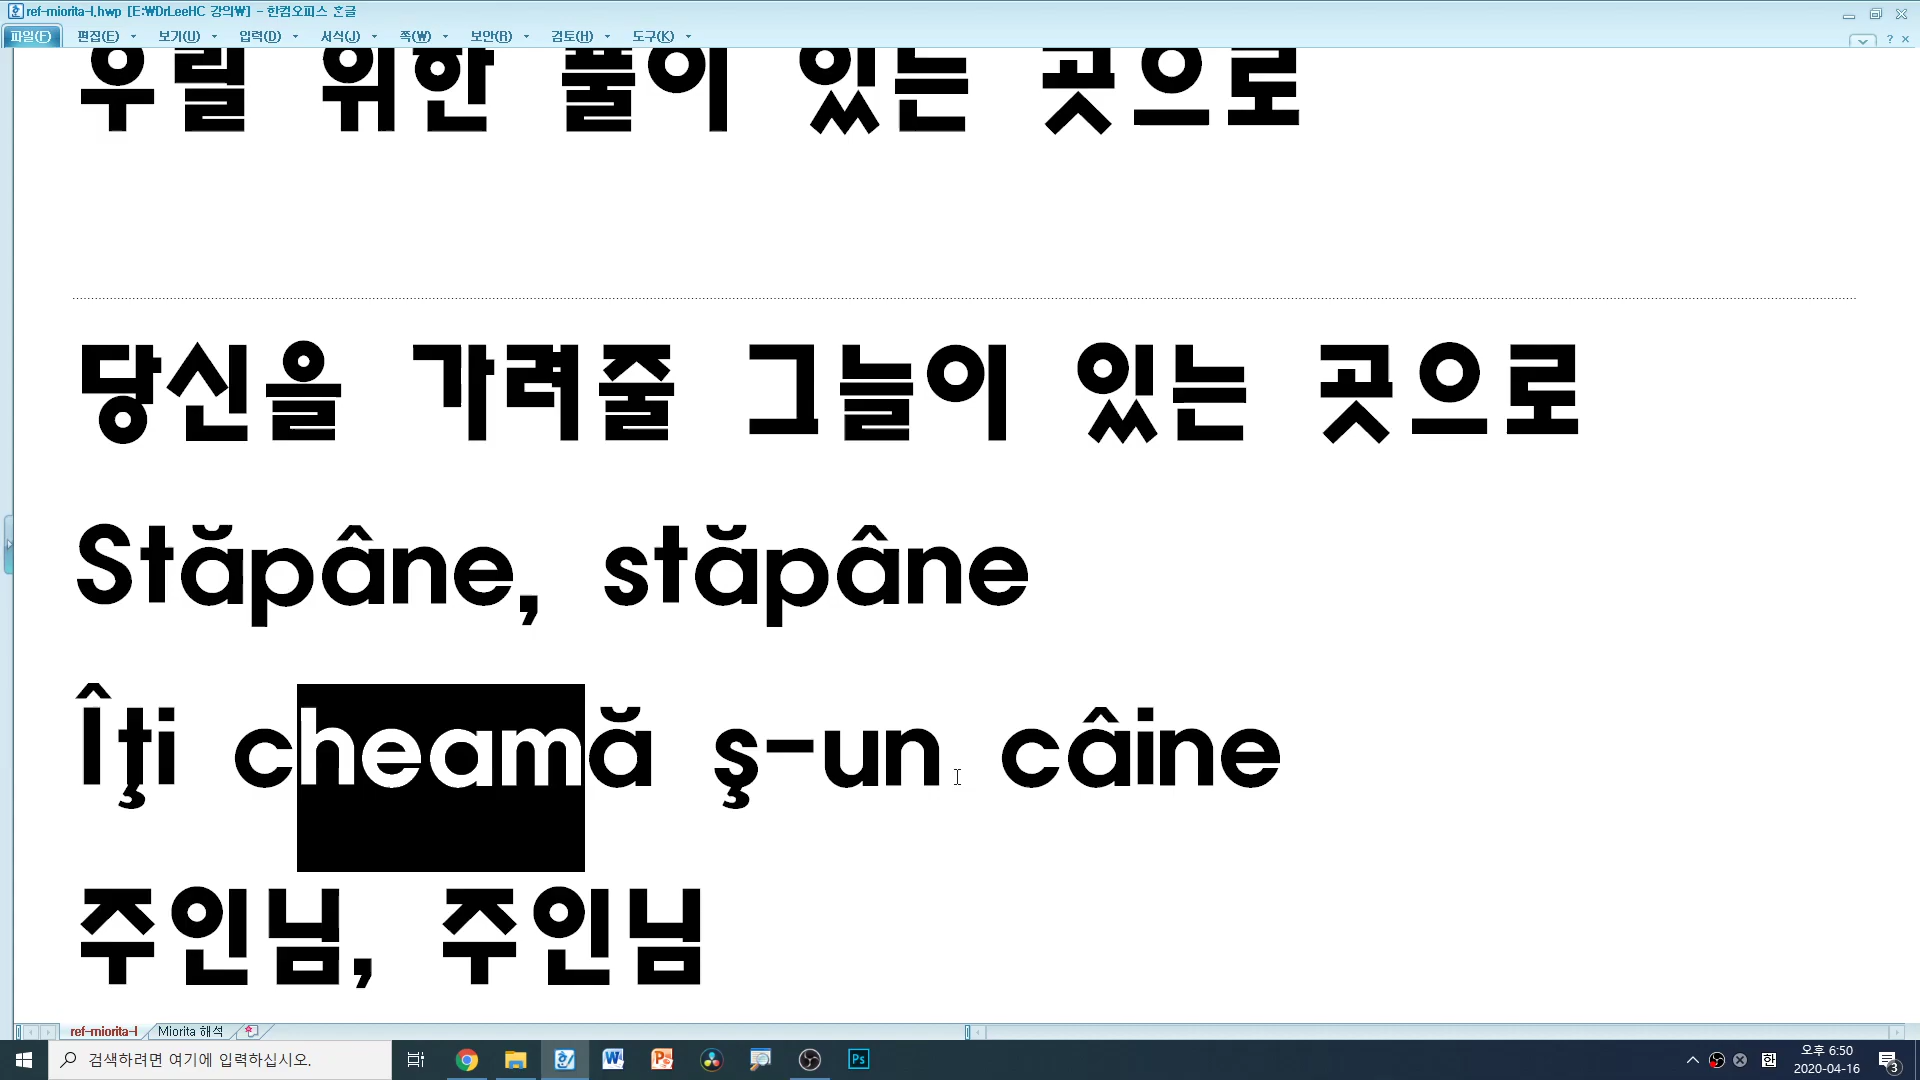 ref-miorita-l.hwp [E:\DrLeeHC 강의\] - 한컴오피스 한글
파일(F) 편집(E) 보기(U) 입력(D) 서식(J) 쪽(W) 보안(R) 검토(H) 도구(K)
우릴 위한 풀이 있는 곳으로
당신을 가려줄 그늘이 있는 곳으로
Stăpâne, stăpâne
Îţi cheamă ş-un câine
주인님, 주인님
ref-miorita-l Miorita 해석
검색하려면 여기에 입력하십시오.
한
오후 6:50
2020-04-16
3